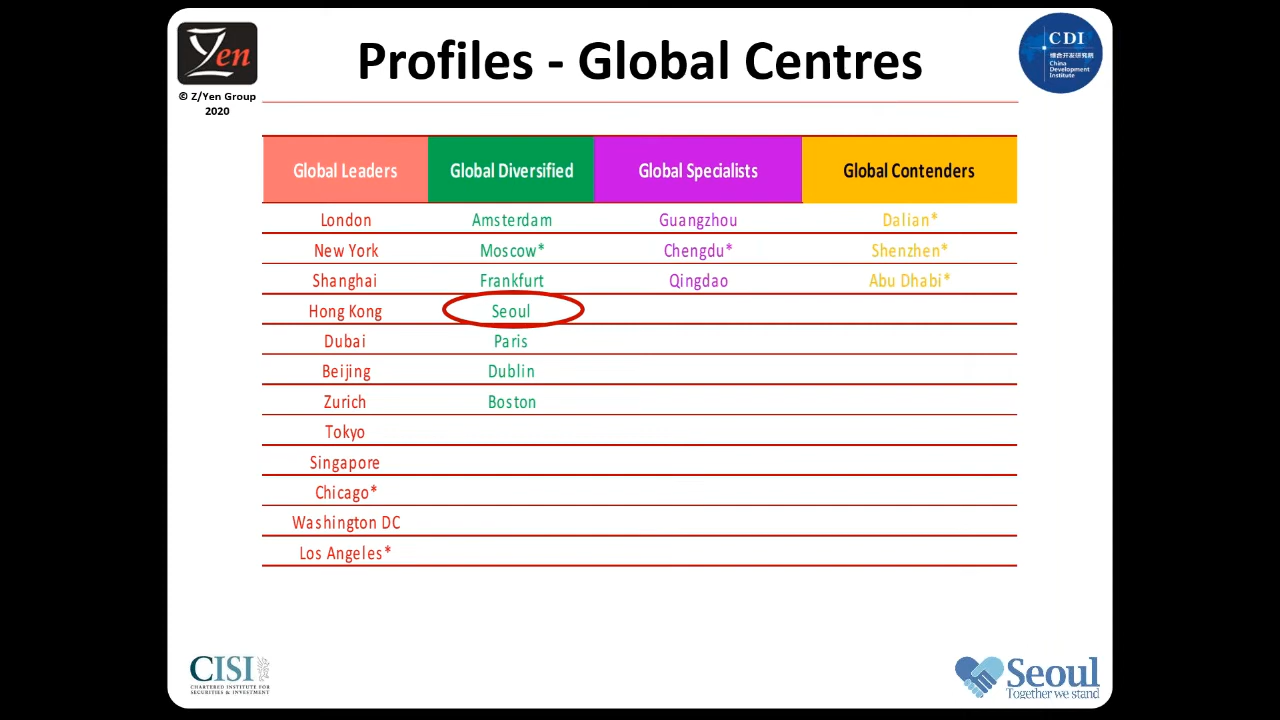 Yen
© Z/Yen Group
2020
Profiles - Global Centres
CDI
综合开发研究院
China
Development
Institute
Global Leaders Global Diversified Global Specialists Global Contenders
London Amsterdam Guangzhou Dalian*
New York Moscow* Chengdu* Shenzhen*
Shanghai Frankfurt Qingdao Abu Dhabi*
Hong Kong Seoul
Dubai Paris
Beijing Dublin
Zurich Boston
Tokyo
Singapore
Chicago*
Washington DC
Los Angeles*
CISI
CHARTERED INSTITUTE FOR
SECURITIES & INVESTMENT
Seoul
Together we stand